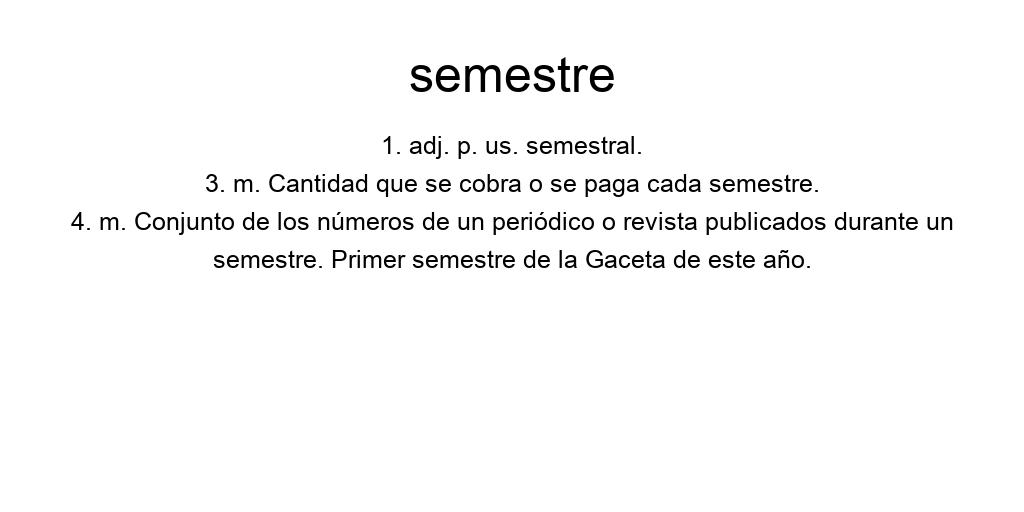 semestre
1. adj. p. us. semestral.
3. m. Cantidad que se cobra o se paga cada semestre.
4. m. Conjunto de los números de un periódico o revista publicados durante un
semestre. Primer semestre de la Gaceta de este año.